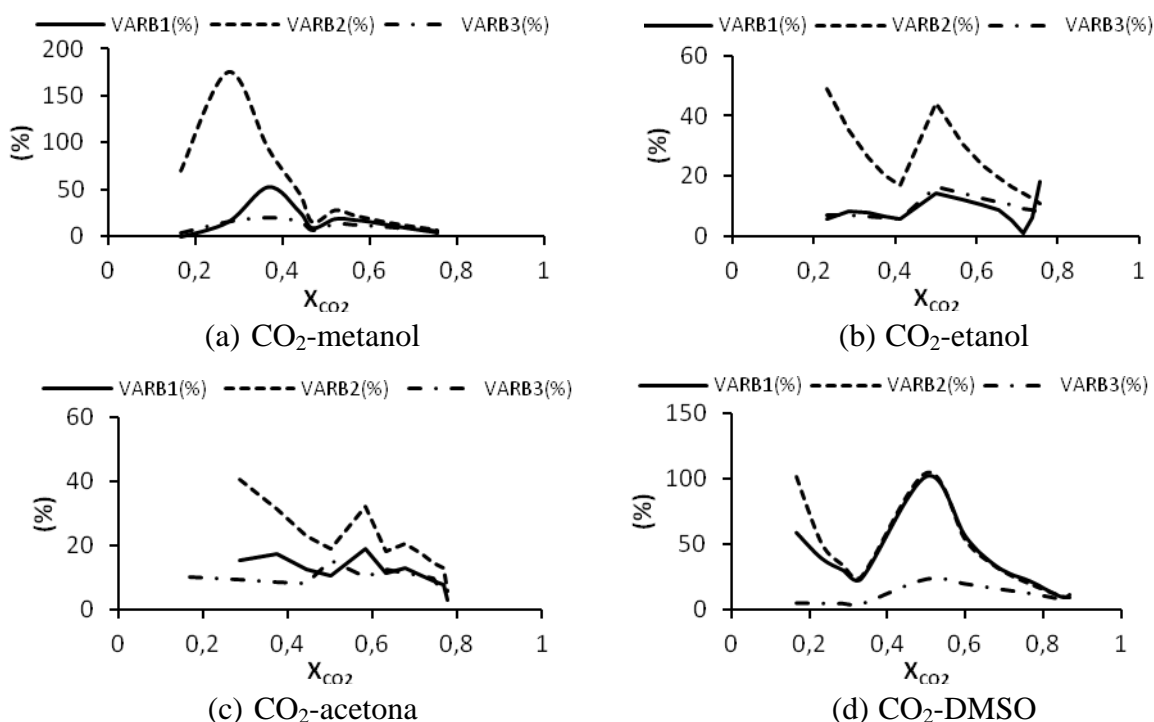 VARB1(%) VARB2(%) VARB3(%)
200
150
100
50
0
(%)
0 0,2 0,4 0,6 0,8 1
X_CO2
(a) CO₂-metanol
VARB1(%) VARB2(%) VARB3(%)
60
40
20
0
(%)
0 0,2 0,4 0,6 0,8 1
X_CO2
(b) CO₂-etanol
VARB1(%) VARB2(%) VARB3(%)
60
40
20
0
(%)
0 0,2 0,4 0,6 0,8 1
X_CO2
(c) CO₂-acetona
VARB1(%) VARB2(%) VARB3(%)
150
100
50
0
(%)
0 0,2 0,4 0,6 0,8 1
X_CO2
(d) CO₂-DMSO